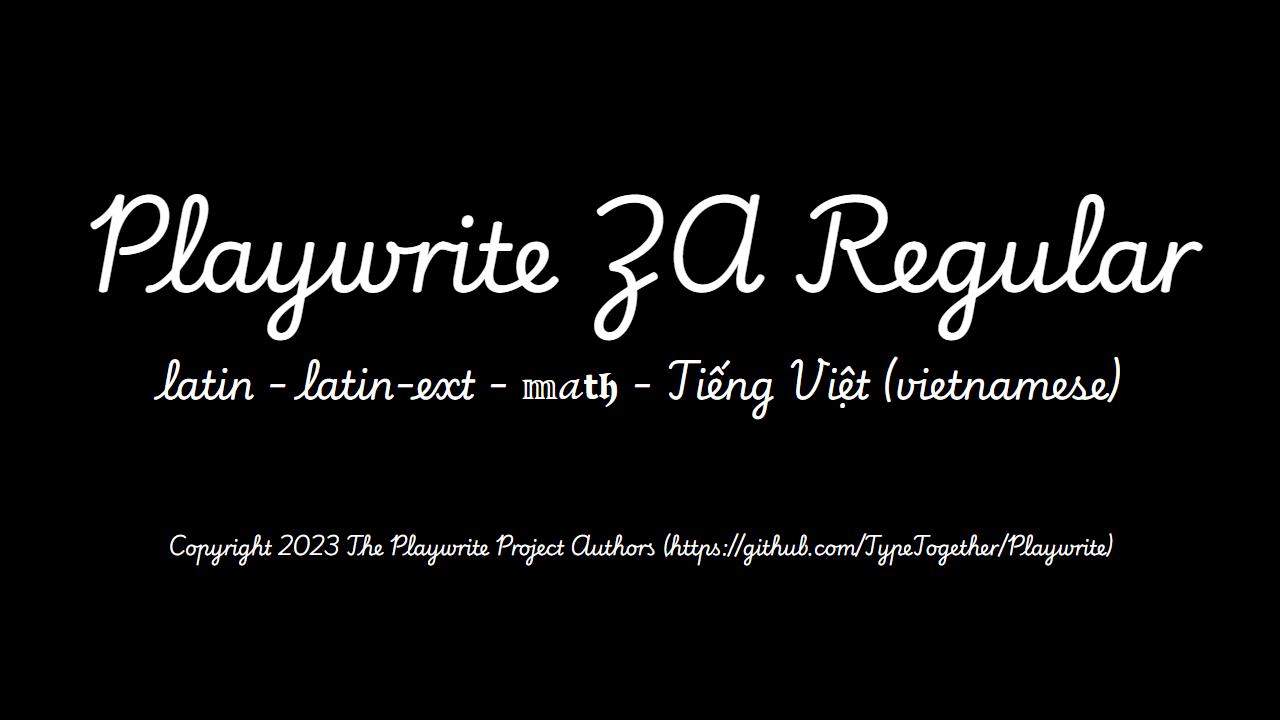 Playwrite ZA Regular
latin - latin-ext - 𝕞𝑎𝐭𝖍 - Tiếng Việt (vietnamese)
Copyright 2023 The Playwrite Project Authors (https://github.com/TypeTogether/Playwrite)